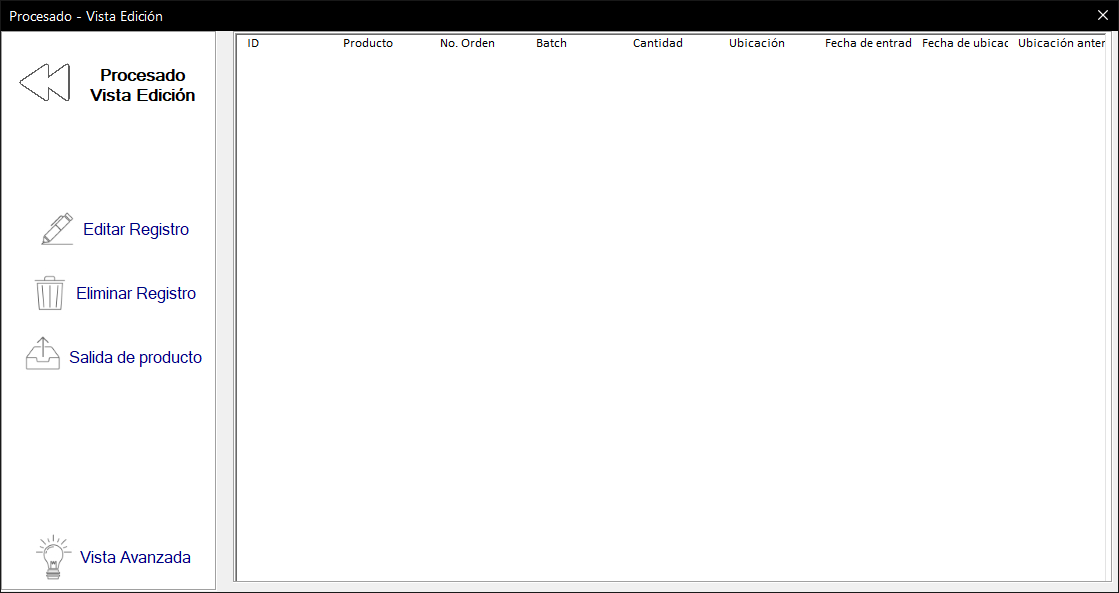 Procesado - Vista Edición
Procesado
Vista Edición
Editar Registro
Eliminar Registro
Salida de producto
Vista Avanzada
ID Producto No. Orden Batch Cantidad Ubicación Fecha de entrad Fecha de ubicac Ubicación anter